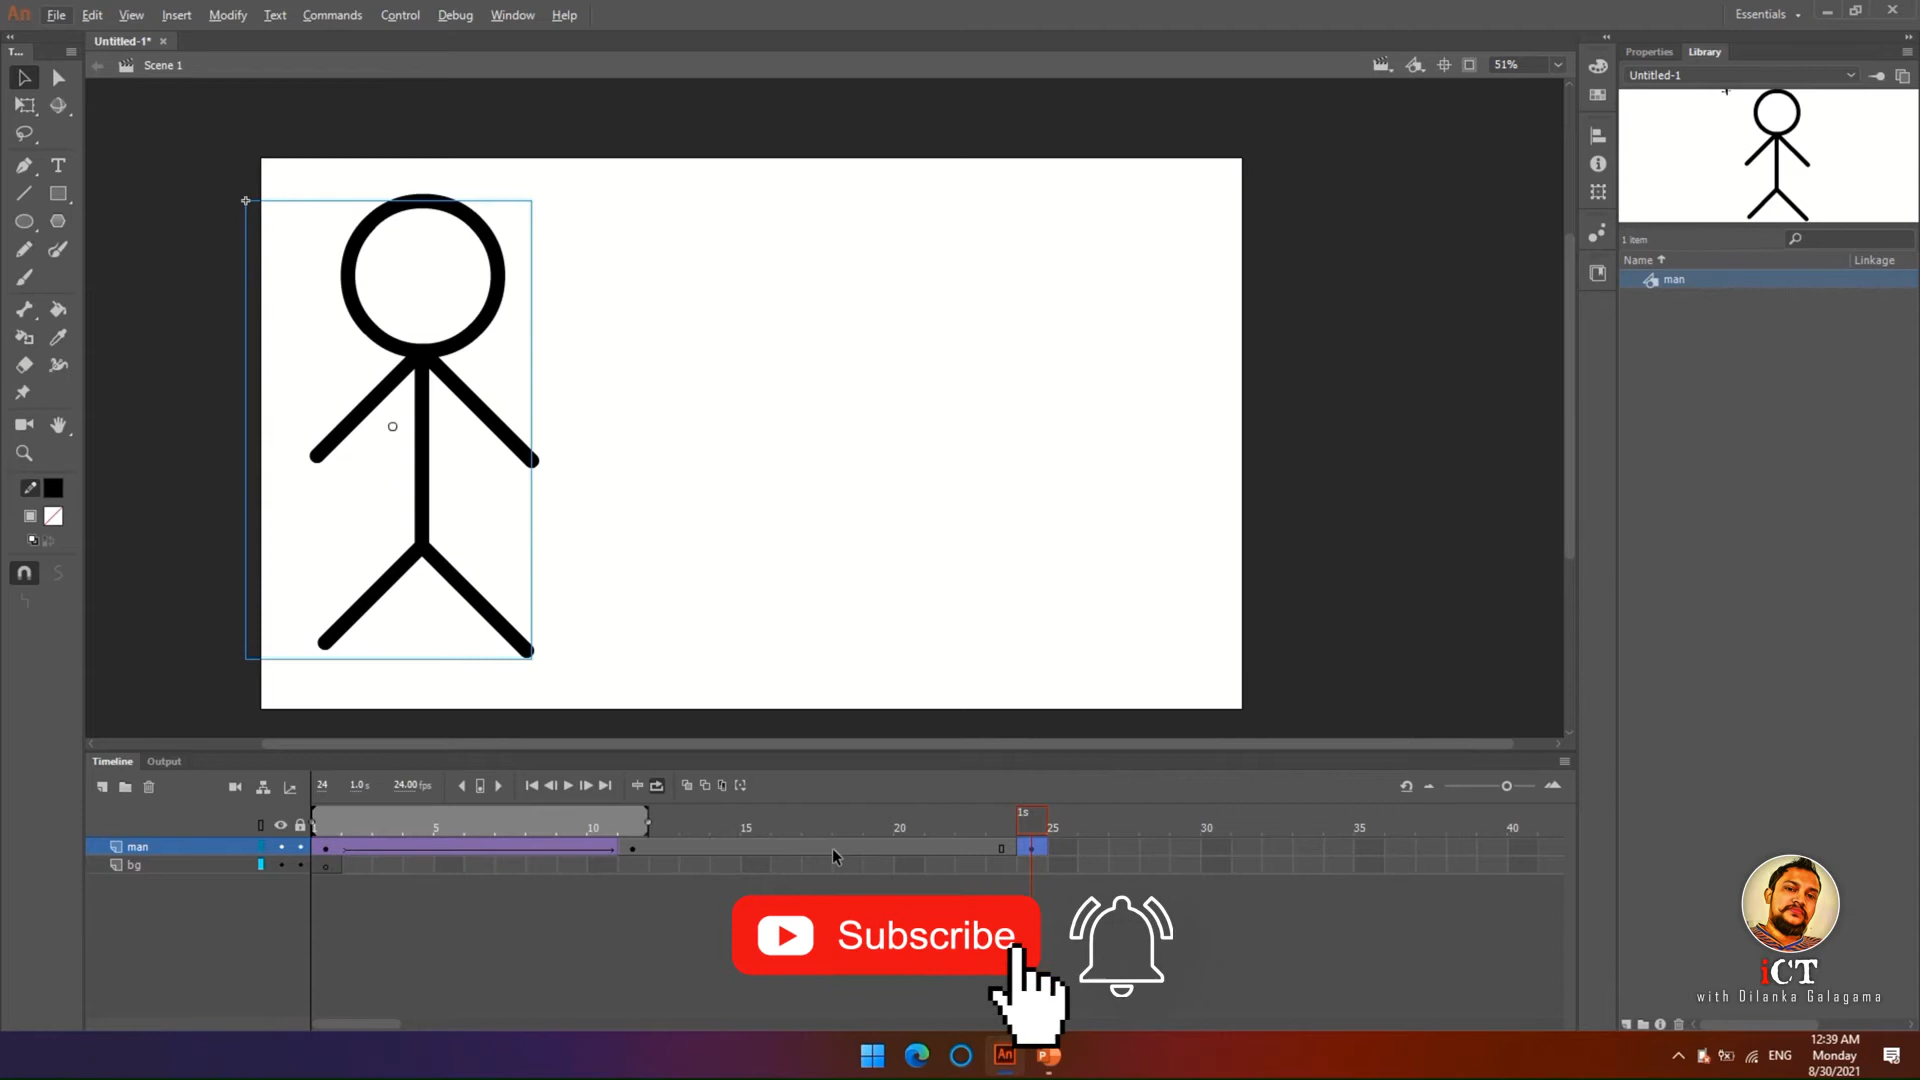 An File Edit View Insert Modify Text Commands Control Debug Window Help Essentials
Untitled-1* ×
T...
Scene 1
51%
Properties Library
Untitled-1
1 item
Name Linkage
man
Timeline Output
24 1.0 s 24.00 fps
1s
5 10 15 20 25 30 35 40
man
bg
Subscribe
iCT
with Dilanka Galagama
An P
ENG
12:39 AM
Monday
8/30/2021